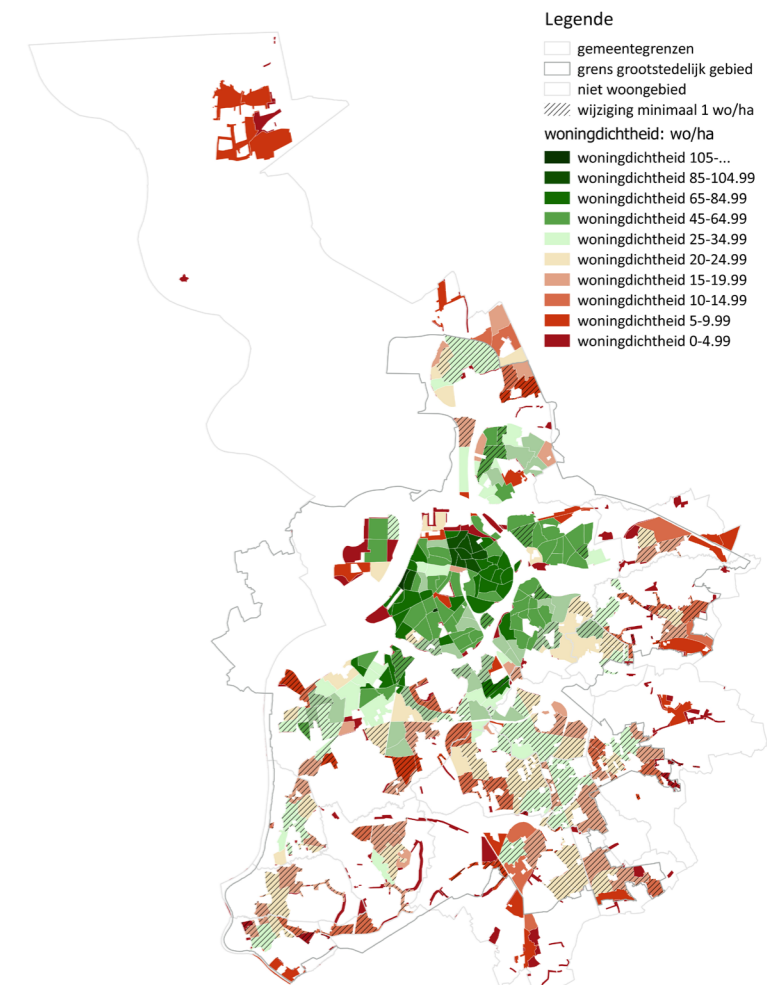 Legende
gemeentegrenzen
grens grootstedelijk gebied
niet woongebied
wijziging minimaal 1 wo/ha
woningdichtheid: wo/ha
woningdichtheid 105-...
woningdichtheid 85-104.99
woningdichtheid 65-84.99
woningdichtheid 45-64.99
woningdichtheid 25-34.99
woningdichtheid 20-24.99
woningdichtheid 15-19.99
woningdichtheid 10-14.99
woningdichtheid 5-9.99
woningdichtheid 0-4.99